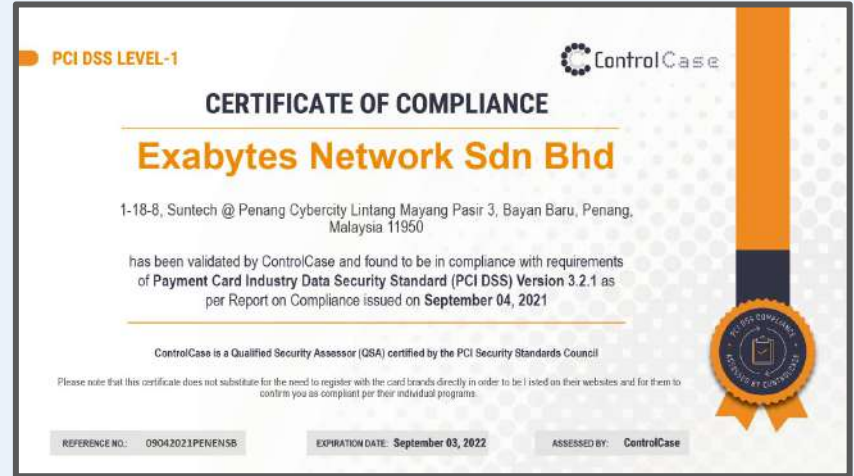 PCI DSS LEVEL-1
ControlCase
CERTIFICATE OF COMPLIANCE
Exabytes Network Sdn Bhd
1-18-8, Suntech @ Penang Cybercity Lintang Mayang Pasir 3, Bayan Baru, Penang,
Malaysia 11950
has been validated by ControlCase and found to be in compliance with requirements
of Payment Card Industry Data Security Standard (PCI DSS) Version 3.2.1 as
per Report on Compliance issued on September 04, 2021
ControlCase is a Qualified Security Assessor (QSA) certified by the PCI Security Standards Council
Please note that this certificate does not substitute for the need to register with the card brands directly in order to be listed on their websites and for them to
confirm you as compliant per their individual programs.
PCI DSS COMPLIANCE
ASSESSED BY CONTROLCASE
REFERENCE NO.: 09042021PENENSB
EXPIRATION DATE: September 03, 2022
ASSESSED BY: ControlCase